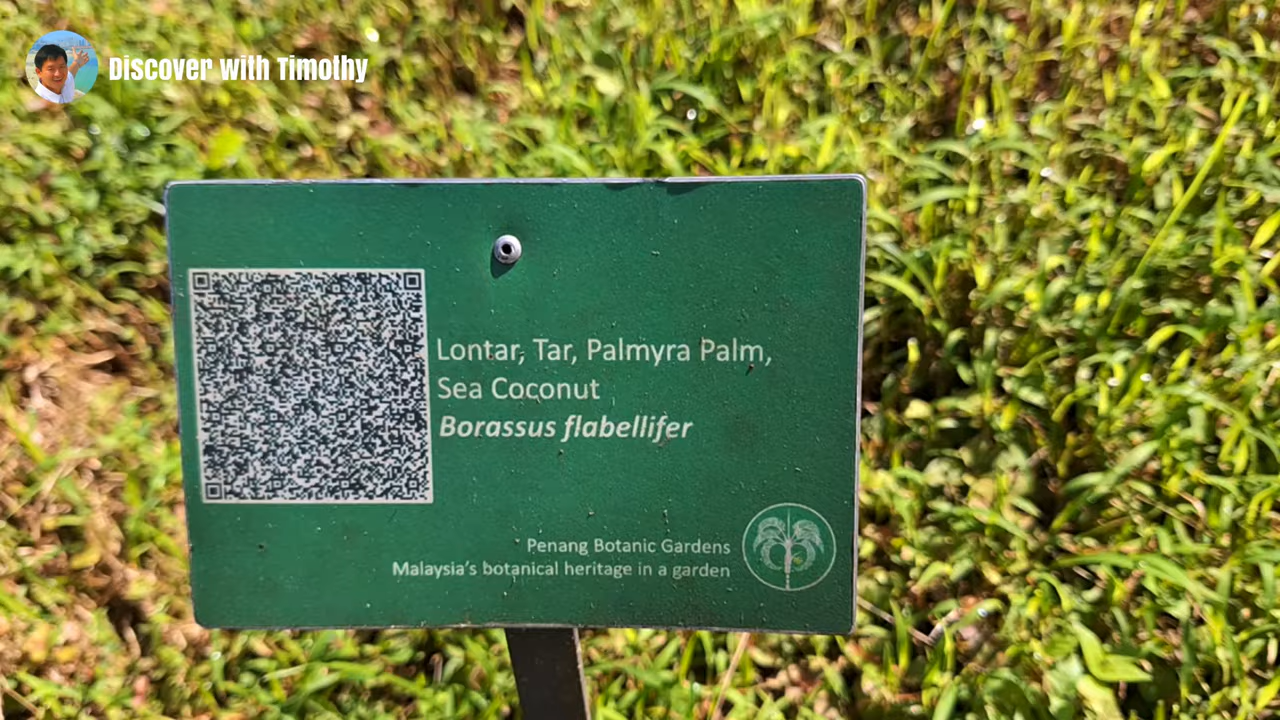 Discover with Timothy
Lontar, Tar, Palmyra Palm,
Sea Coconut
Borassus flabellifer
Penang Botanic Gardens
Malaysia's botanical heritage in a garden